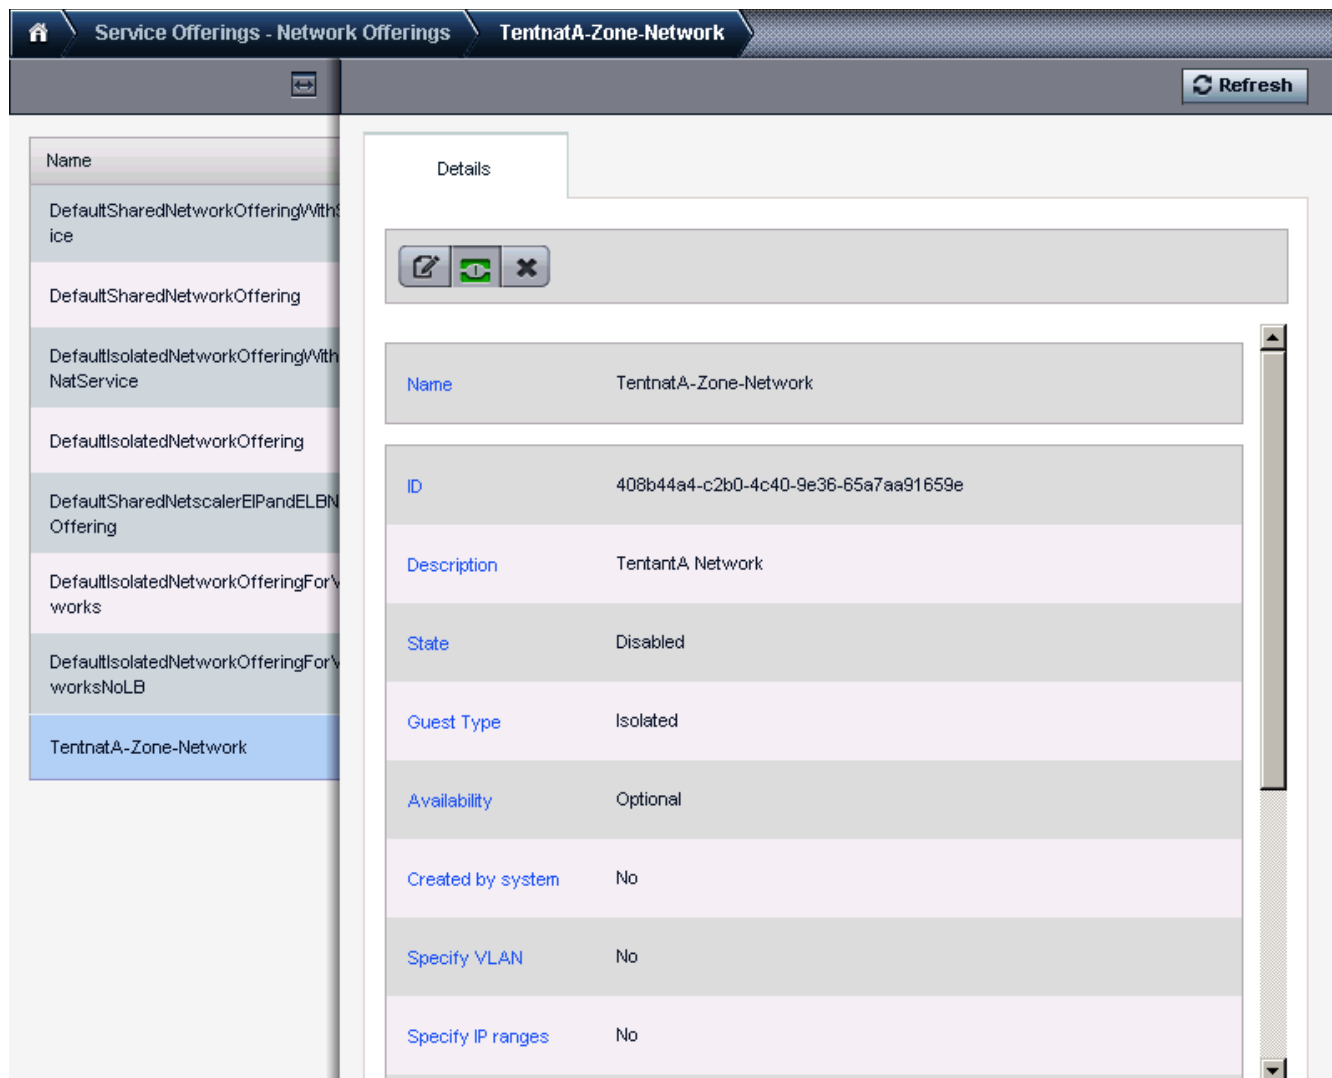 Service Offerings - Network Offerings
TentnatA-Zone-Network
Refresh
Name
DefaultSharedNetworkOfferingWithS
ice
DefaultSharedNetworkOffering
DefaultIsolatedNetworkOfferingWith
NatService
DefaultIsolatedNetworkOffering
DefaultSharedNetscalerEIPandELBN
Offering
DefaultIsolatedNetworkOfferingForV
works
DefaultIsolatedNetworkOfferingForV
worksNoLB
TentnatA-Zone-Network
Details
Name TentnatA-Zone-Network
ID 408b44a4-c2b0-4c40-9e36-65a7aa91659e
Description TentantA Network
State Disabled
Guest Type Isolated
Availability Optional
Created by system No
Specify VLAN No
Specify IP ranges No